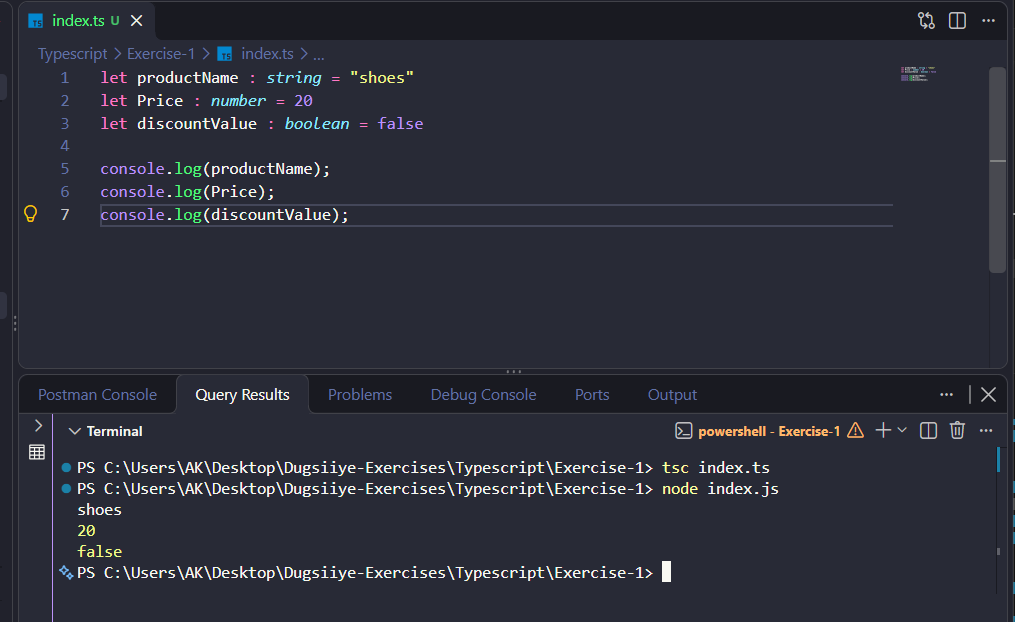 TS index.ts U
Typescript > Exercise-1 > TS index.ts > ...
1 let productName : string = "shoes"
2 let Price : number = 20
3 let discountValue : boolean = false
4
5 console.log(productName);
6 console.log(Price);
7 console.log(discountValue);
Postman Console Query Results Problems Debug Console Ports Output
Terminal
powershell - Exercise-1
PS C:\Users\AK\Desktop\Dugsiiye-Exercises\Typescript\Exercise-1> tsc index.ts
PS C:\Users\AK\Desktop\Dugsiiye-Exercises\Typescript\Exercise-1> node index.js
shoes
20
false
PS C:\Users\AK\Desktop\Dugsiiye-Exercises\Typescript\Exercise-1>